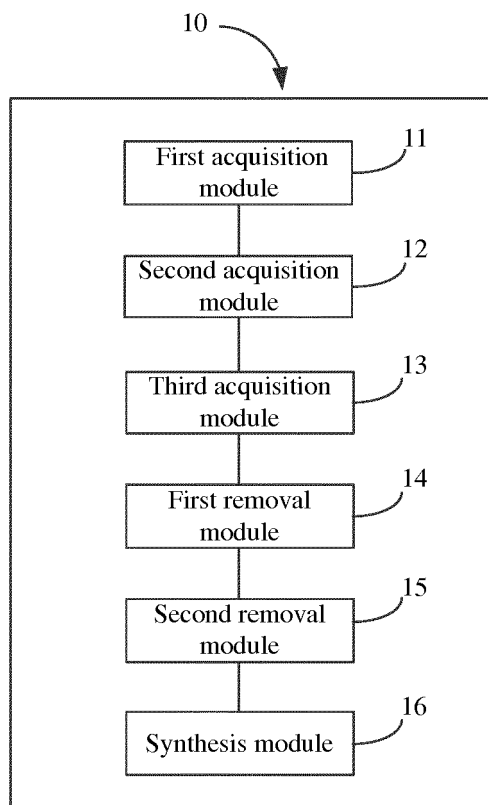 10
First acquisition
module
11
Second acquisition
module
12
Third acquisition
module
13
First removal
module
14
Second removal
module
15
Synthesis module
16